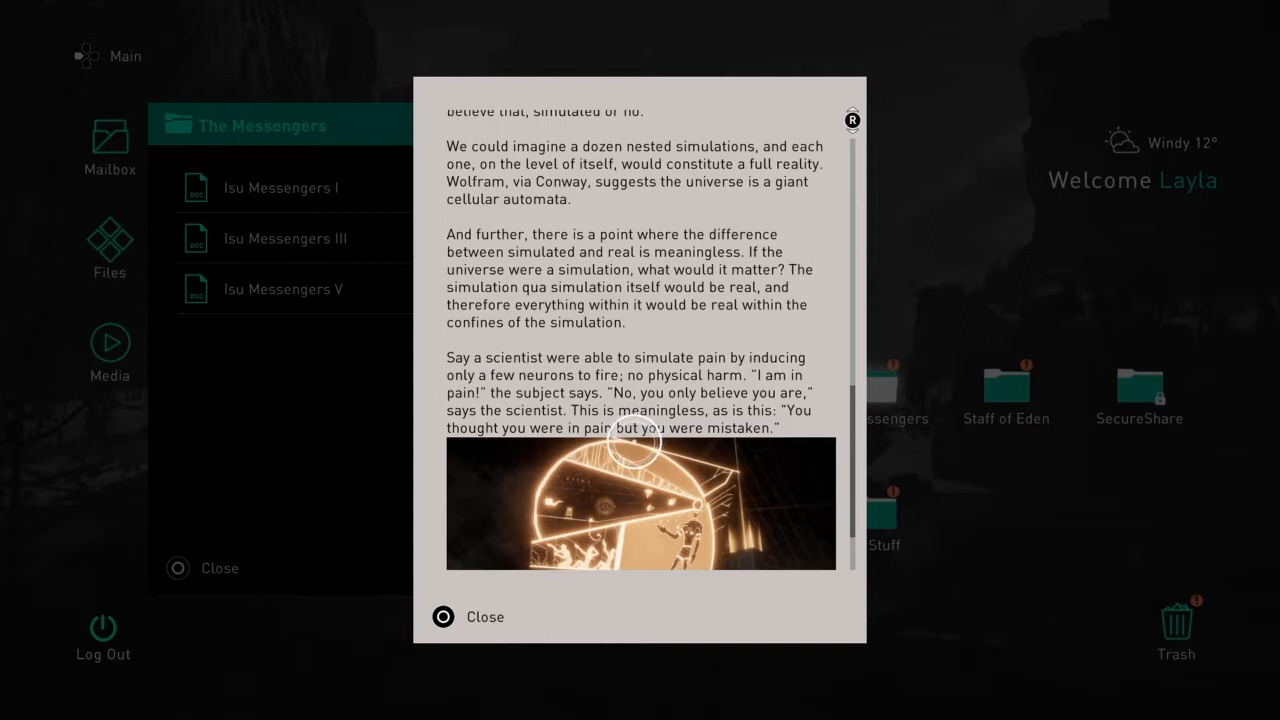 Main
The Messengers
Isu Messengers I
Isu Messengers III
Isu Messengers V
Close
Mailbox
Files
Media
Log Out
believe that, simulated or no.
We could imagine a dozen nested simulations, and each
one, on the level of itself, would constitute a full reality.
Wolfram, via Conway, suggests the universe is a giant
cellular automata.
And further, there is a point where the difference
between simulated and real is meaningless. If the
universe were a simulation, what would it matter? The
simulation qua simulation itself would be real, and
therefore everything within it would be real within the
confines of the simulation.
Say a scientist were able to simulate pain by inducing
only a few neurons to fire; no physical harm. "I am in
pain!" the subject says. "No, you only believe you are,"
says the scientist. This is meaningless, as is this: "You
thought you were in pain but you were mistaken."
R
Close
Windy 12°
Welcome Layla
ssengers
Staff of Eden
SecureShare
Stuff
Trash